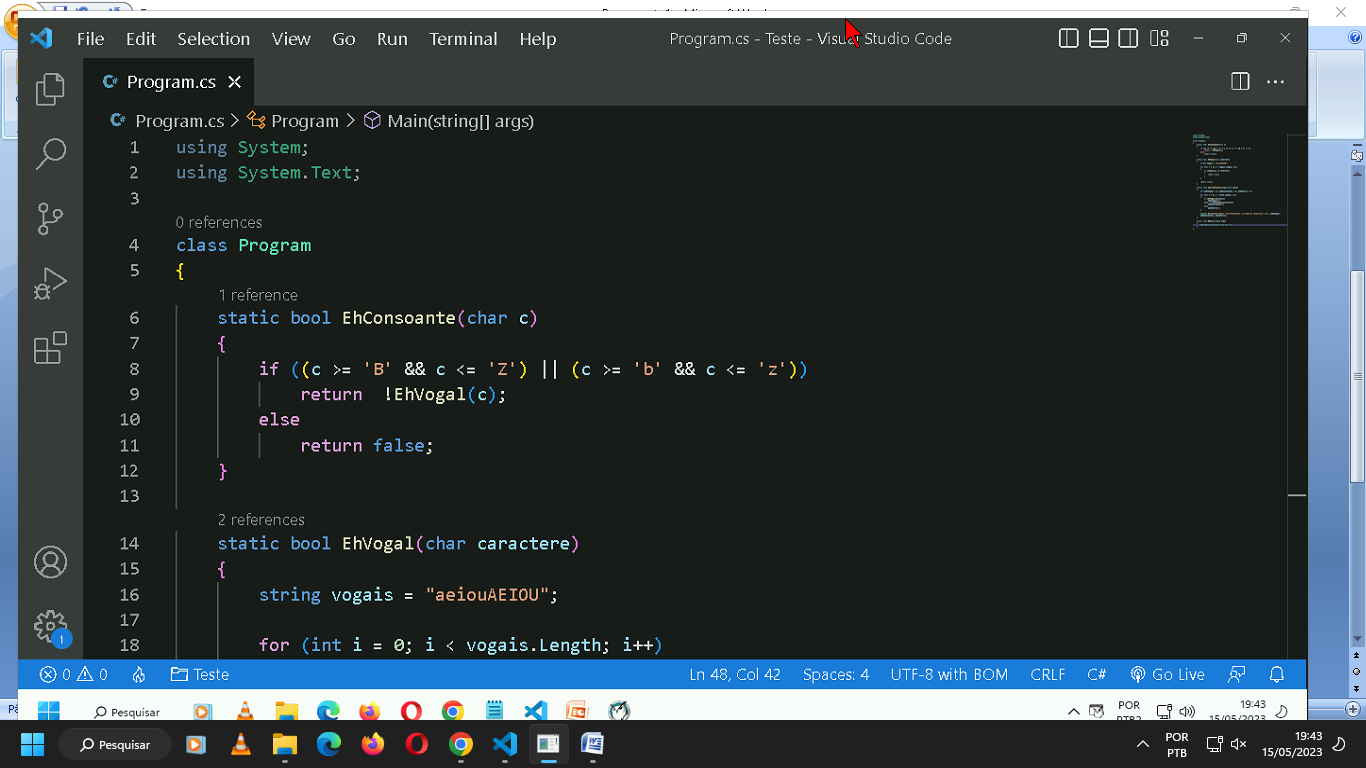 File Edit Selection View Go Run Terminal Help
Program.cs - Teste - Visual Studio Code
Program.cs
Program.cs > Program > Main(string[] args)
1 using System;
2 using System.Text;
3
0 references
4 class Program
5 {
1 reference
6 static bool EhConsoante(char c)
7 {
8 if ((c >= 'B' && c <= 'Z') || (c >= 'b' && c <= 'z'))
9 return  !EhVogal(c);
10 else
11 return false;
12 }
13
2 references
14 static bool EhVogal(char caractere)
15 {
16 string vogais = "aeiouAEIOU";
17
18 for (int i = 0; i < vogais.Length; i++)
0 0 Teste Ln 48, Col 42 Spaces: 4 UTF-8 with BOM CRLF C# Go Live
1
Pesquisar POR 19:43
Pesquisar POR 19:43
PTB 15/05/2023